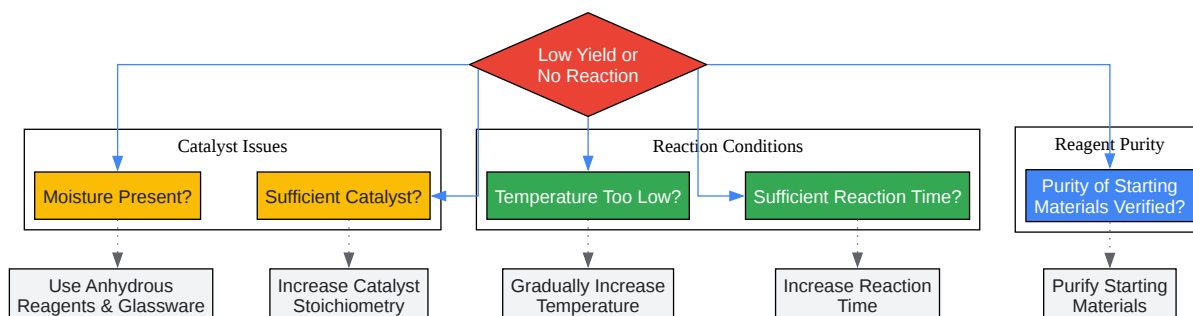 Low Yield or
No Reaction
Catalyst Issues
Reaction Conditions
Reagent Purity
Moisture Present?
Sufficient Catalyst?
Temperature Too Low?
Sufficient Reaction Time?
Purity of Starting
Materials Verified?
Use Anhydrous
Reagents & Glassware
Increase Catalyst
Stoichiometry
Gradually Increase
Temperature
Increase Reaction
Time
Purify Starting
Materials